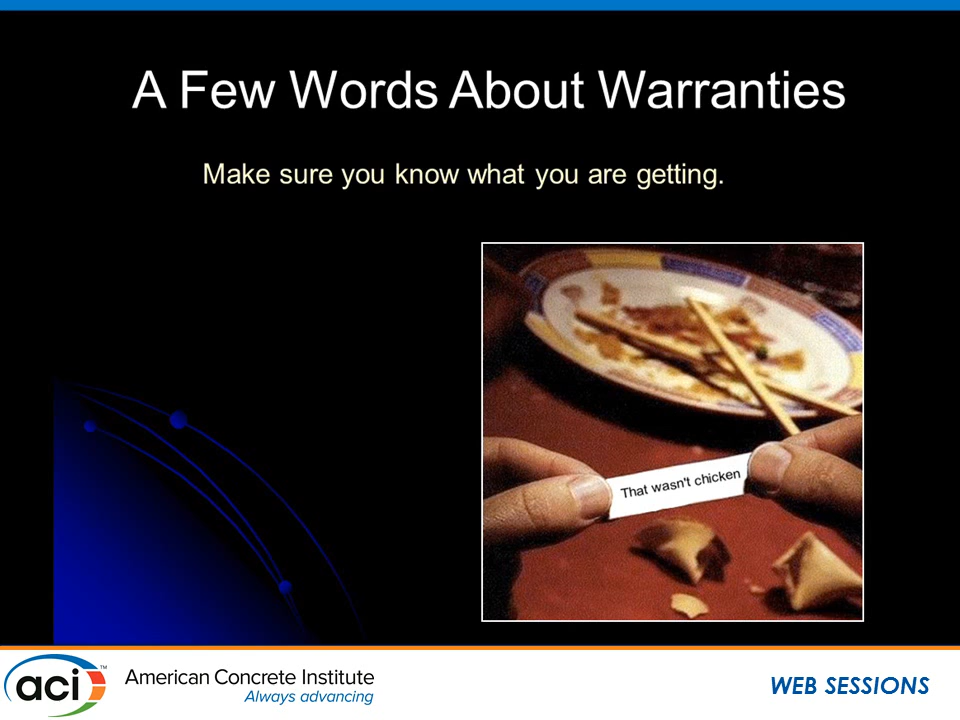 A Few Words About Warranties
Make sure you know what you are getting.
That wasn't chicken
aci™
American Concrete Institute
Always advancing
WEB SESSIONS